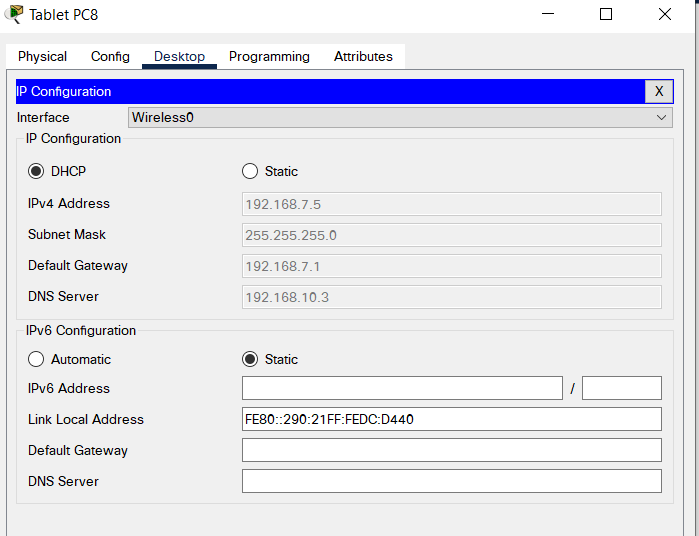 Tablet PC8
Physical Config Desktop Programming Attributes
IP Configuration X
Interface Wireless0
IP Configuration
DHCP Static
IPv4 Address 192.168.7.5
Subnet Mask 255.255.255.0
Default Gateway 192.168.7.1
DNS Server 192.168.10.3
IPv6 Configuration
Automatic Static
IPv6 Address /
Link Local Address FE80::290:21FF:FEDC:D440
Default Gateway
DNS Server